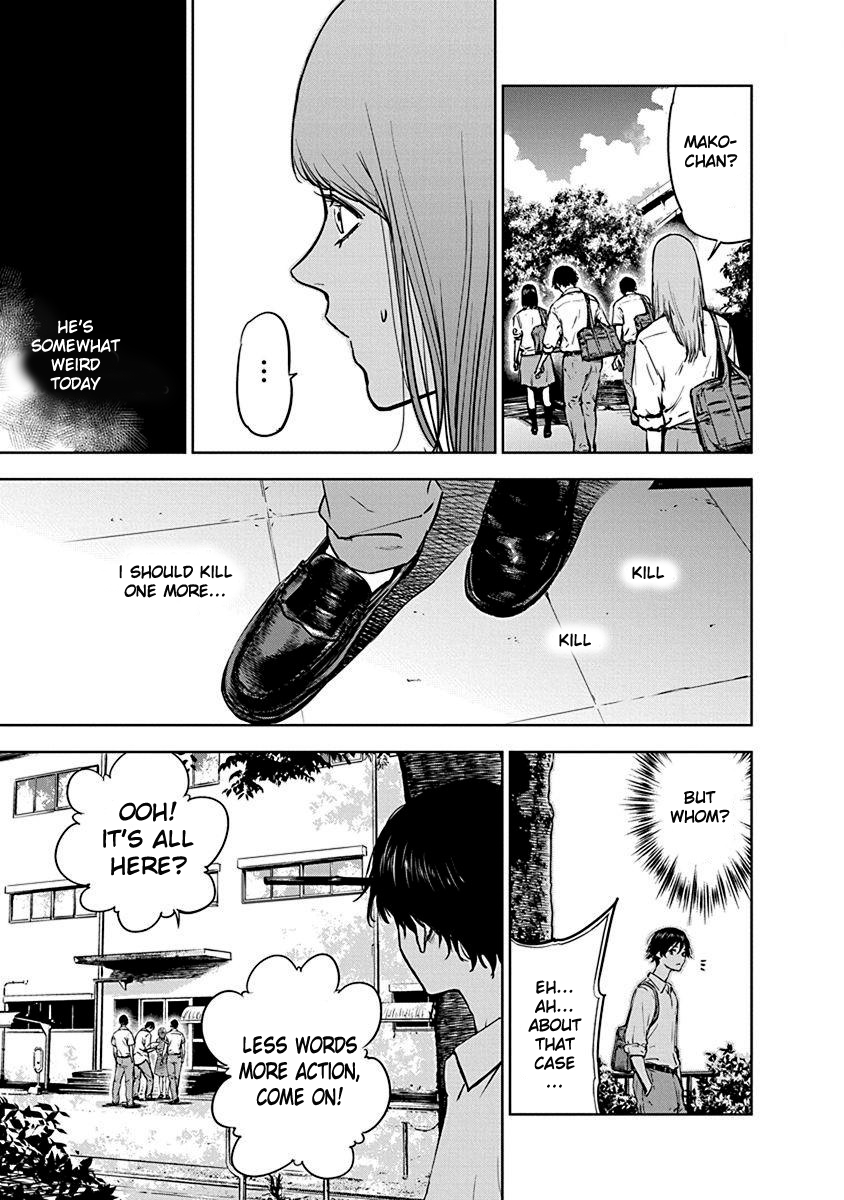 MAKO-
CHAN?
...
HE'S
SOMEWHAT
WEIRD
TODAY
KILL
KILL
I SHOULD KILL
ONE MORE...
BUT
WHOM?
EH...
AH...
ABOUT
THAT
CASE
...
OOH!
IT'S ALL
HERE?
LESS WORDS
MORE ACTION,
COME ON!